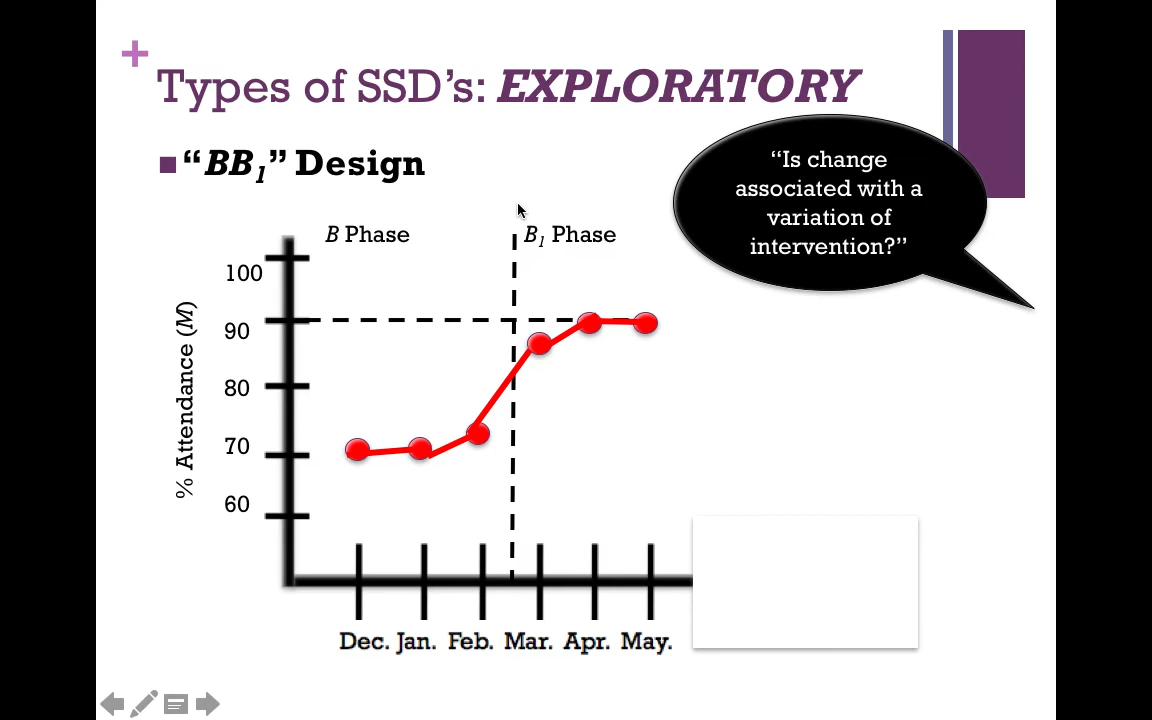 +
Types of SSD’s: EXPLORATORY
“BB1” Design
“Is change
associated with a
variation of
intervention?”
B Phase
B1 Phase
% Attendance (M)
100
90
80
70
60
Dec. Jan. Feb. Mar. Apr. May.